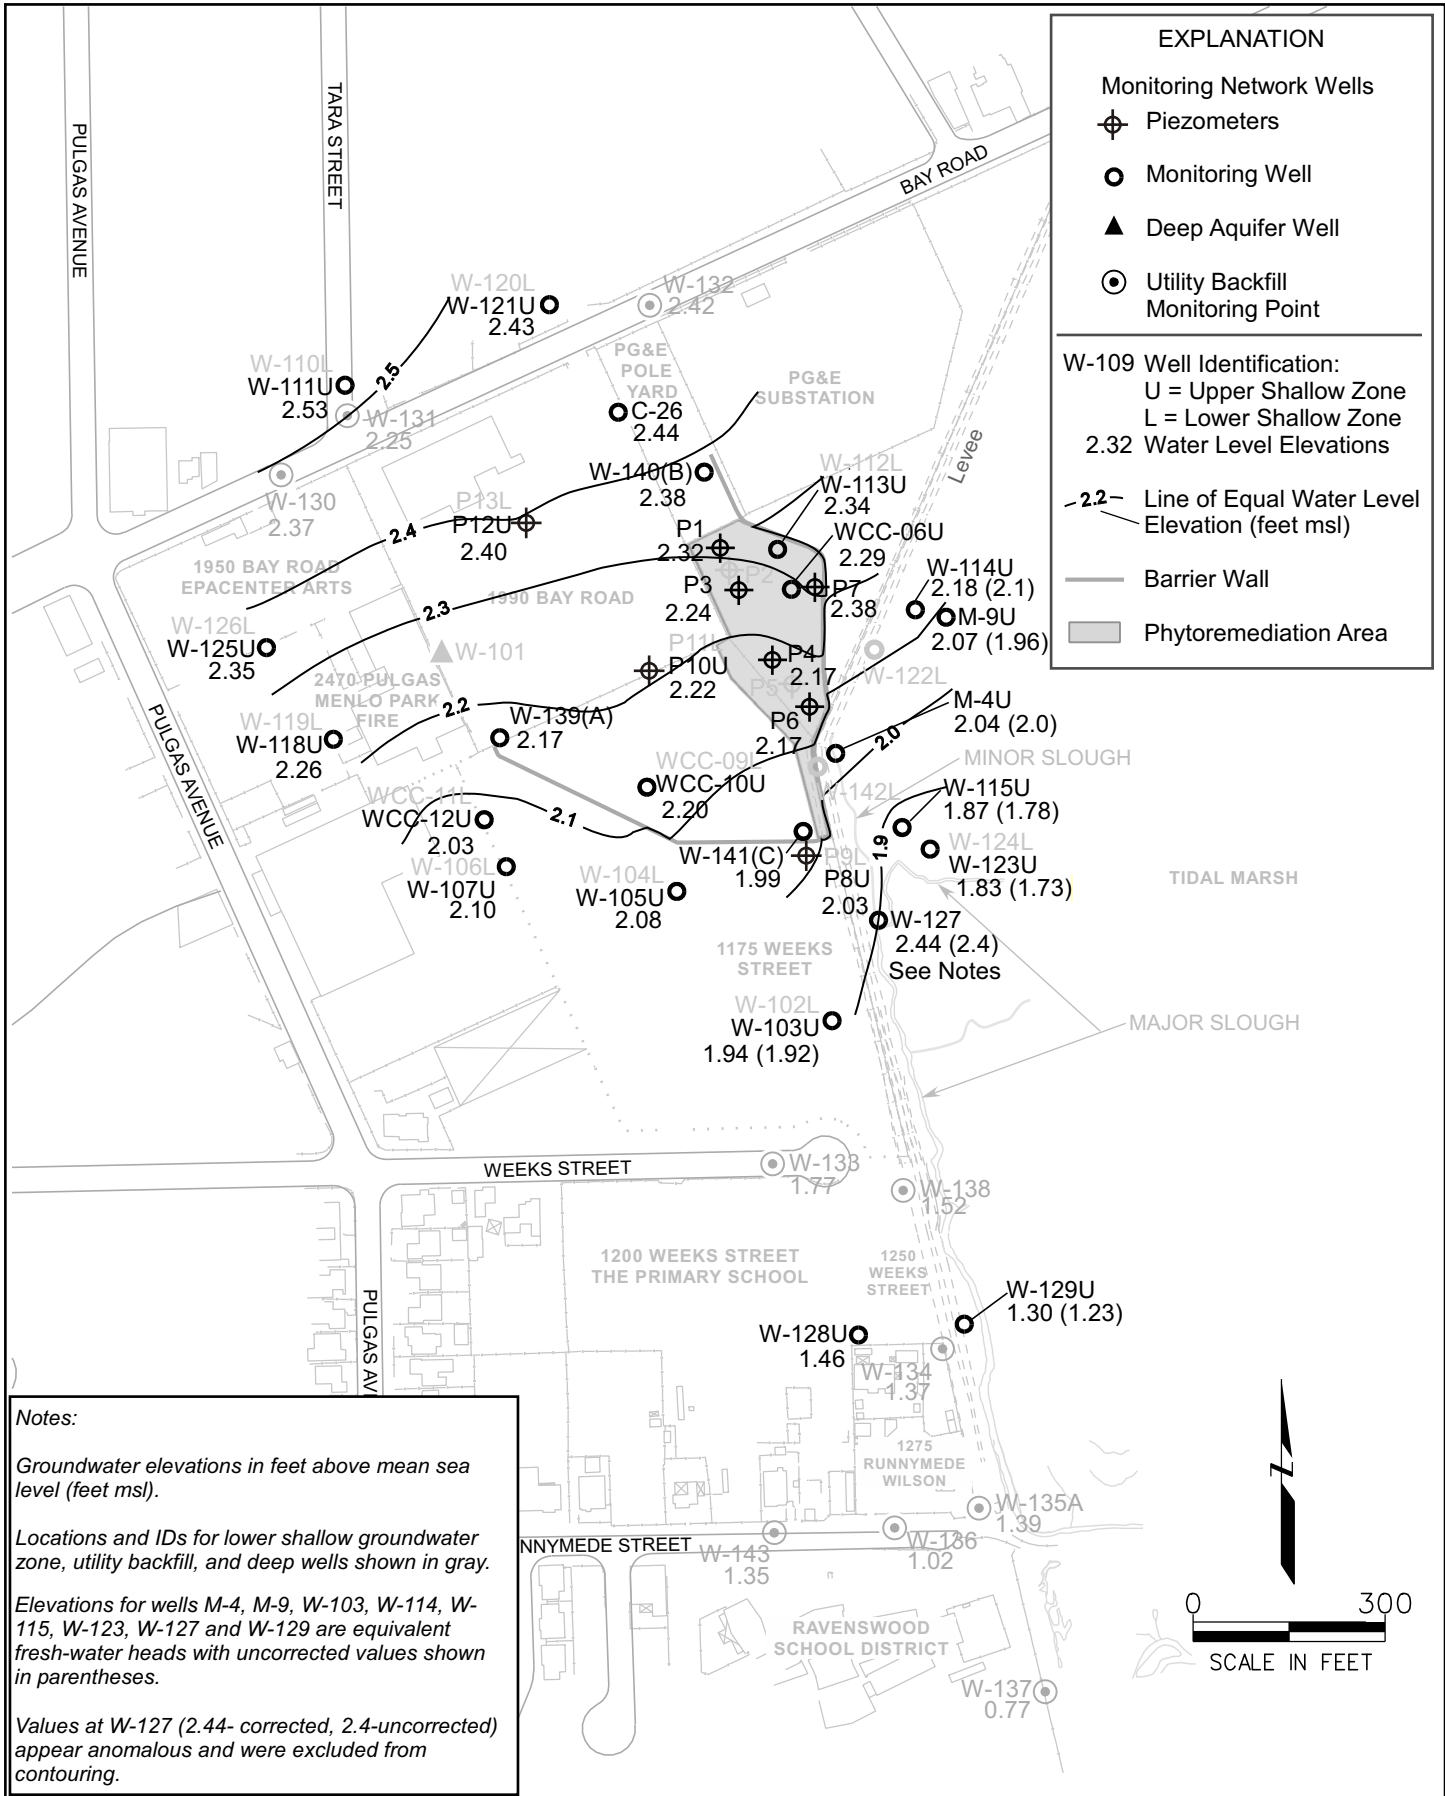 EXPLANATION
Monitoring Network Wells
Piezometers
Monitoring Well
Deep Aquifer Well
Utility Backfill
Monitoring Point
W-109 Well Identification:
U = Upper Shallow Zone
L = Lower Shallow Zone
2.32 Water Level Elevations
2.2 Line of Equal Water Level
Elevation (feet msl)
Barrier Wall
Phytoremediation Area
PULGAS AVENUE
TARA STREET
BAY ROAD
W-120L
W-121U
2.43
W-132
2.42
W-110L
W-111U
2.53
2.5
W-131
2.25
PG&E
POLE
YARD
PG&E
SUBSTATION
C-26
2.44
Levee
W-130
2.37
W-140(B)
2.38
W-112L
W-113U
2.34
P13L
P12U
2.40
2.4
P1
2.32
WCC-06U
2.29
1950 BAY ROAD
EPACENTER ARTS
P2
P3
2.24
P7
2.38
W-114U
2.18 (2.1)
M-9U
2.07 (1.96)
2.3
1990 BAY ROAD
W-126L
W-125U
2.35
W-101
P11L
P10U
2.22
P4
2.17
P5
W-122L
2470 PULGAS
MENLO PARK
FIRE
2.2
P6
2.17
M-4U
2.04 (2.0)
W-119L
W-118U
2.26
W-139(A)
2.17
2.0
MINOR SLOUGH
PULGAS AVENUE
WCC-09L
WCC-10U
2.20
W-142L
W-115U
1.87 (1.78)
WCC-11L
WCC-12U
2.03
2.1
1.9
W-124L
W-123U
1.83 (1.73)
W-141(C)
1.99
P9L
P8U
2.03
TIDAL MARSH
W-106L
W-107U
2.10
W-104L
W-105U
2.08
W-127
2.44 (2.4)
See Notes
1175 WEEKS
STREET
W-102L
W-103U
1.94 (1.92)
MAJOR SLOUGH
WEEKS STREET
W-133
1.77
W-138
1.52
1200 WEEKS STREET
THE PRIMARY SCHOOL
1250
WEEKS
STREET
W-129U
1.30 (1.23)
W-128U
1.46
W-134
1.37
PULGAS AV
1275
RUNNYMEDE
WILSON
W-135A
1.39
NNYMEDE STREET
W-143
1.35
W-136
1.02
RAVENSWOOD
SCHOOL DISTRICT
W-137
0.77
Z
0 300
SCALE IN FEET
Notes:
Groundwater elevations in feet above mean sea
level (feet msl).
Locations and IDs for lower shallow groundwater
zone, utility backfill, and deep wells shown in gray.
Elevations for wells M-4, M-9, W-103, W-114, W-
115, W-123, W-127 and W-129 are equivalent
fresh-water heads with uncorrected values shown
in parentheses.
Values at W-127 (2.44- corrected, 2.4-uncorrected)
appear anomalous and were excluded from
contouring.